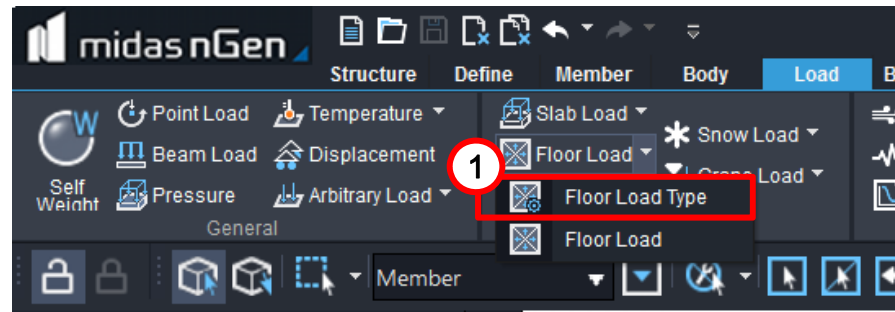 midas nGen
Structure Define Member Body Load B
W Point Load Temperature Slab Load
Snow Load
Beam Load Displacement 1 Floor Load
Crane Load
Self Weight Pressure Arbitrary Load Floor Load Type
General
Floor Load
Member